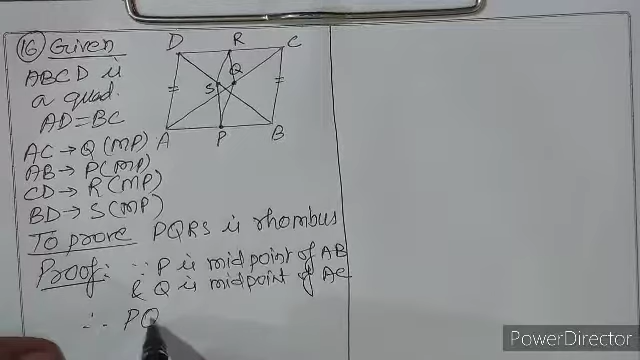 (16) Given
ABCD is
a quad.
AD=BC
AC→Q(MP)
AB→P(MP)
CD→R(MP)
BD→S(MP)
To prove PQRS is rhombus
Proof: ∵ P is midpoint of AB
& Q is midpoint of AC
∴ PQ
D R C
S Q
A P B
PowerDirector